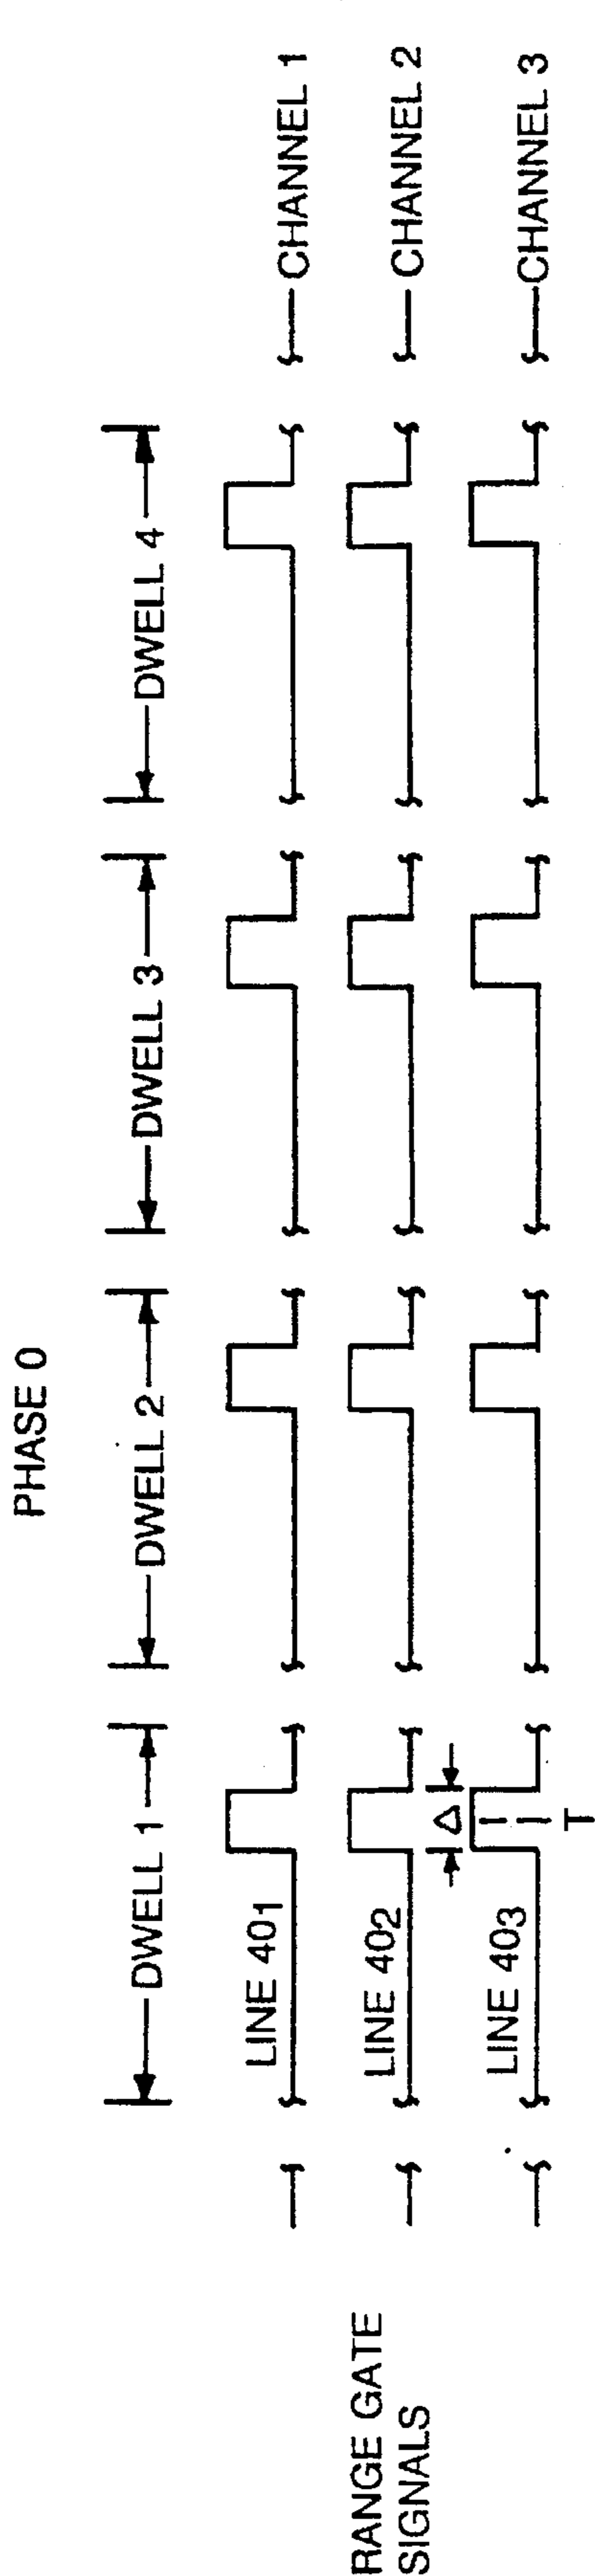 PHASE 0
DWELL 1
DWELL 2
DWELL 3
DWELL 4
RANGE GATE
SIGNALS
LINE 40₁
CHANNEL 1
LINE 40₂
CHANNEL 2
Δ
LINE 40₃
CHANNEL 3
T